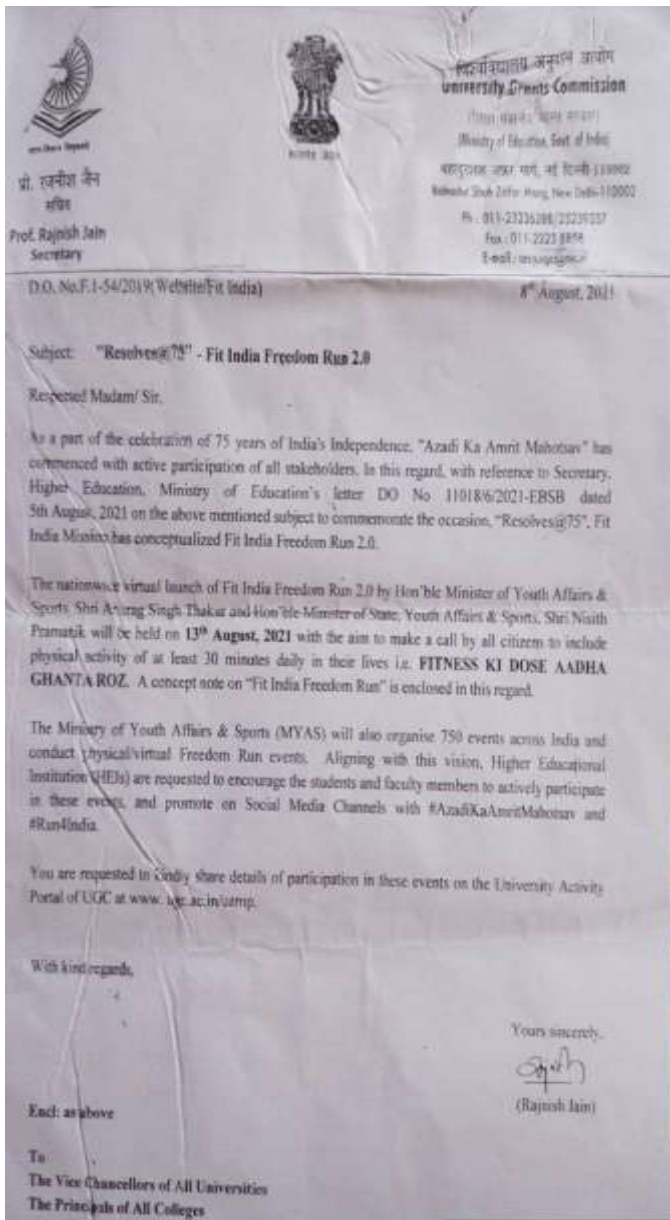 विश्वविद्यालय अनुदान आयोग
University Grants Commission
(Ministry of Education, Govt. of India)
बहादुरशाह ज़फ़र मार्ग, नई दिल्ली-110002
Bahadur Shah Zafar Marg, New Delhi-110002
प्रो. रजनीश जैन
सचिव
Prof. Rajnish Jain
Secretary
Ph : 011-23236288/23239337
Fax : 011-2323 8858
E-mail :
D.O. No.F.1-54/2019(Website/Fit India)
8th August, 2021
Subject: "Resolves@75" - Fit India Freedom Run 2.0
Respected Madam/ Sir,
As a part of the celebration of 75 years of India's Independence, "Azadi Ka Amrit Mahotsav" has
commenced with active participation of all stakeholders. In this regard, with reference to Secretary,
Higher Education, Ministry of Education's letter DO No. 11018/6/2021-EBSB dated
5th August, 2021 on the above mentioned subject to commemorate the occasion, "Resolves@75", Fit
India Mission has conceptualized Fit India Freedom Run 2.0.
The nationwide virtual launch of Fit India Freedom Run 2.0 by Hon'ble Minister of Youth Affairs &
Sports Shri Anurag Singh Thakur and Hon'ble Minister of State, Youth Affairs & Sports, Shri Nisith
Pramanik will be held on 13th August, 2021 with the aim to make a call by all citizens to include
physical activity of at least 30 minutes daily in their lives i.e. FITNESS KI DOSE AADHA
GHANTA ROZ. A concept note on "Fit India Freedom Run" is enclosed in this regard.
The Ministry of Youth Affairs & Sports (MYAS) will also organise 750 events across India and
conduct physical/virtual Freedom Run events. Aligning with this vision, Higher Educational
Institution (HEIs) are requested to encourage the students and faculty members to actively participate
in these events, and promote on Social Media Channels with #AzadiKaAmritMahotsav and
#Run4India.
You are requested to kindly share details of participation in these events on the University Activity
Portal of UGC at www. ugc.ac.in/uamp.
With kind regards,
Yours sincerely,
(Rajnish Jain)
Encl: as above
To
The Vice Chancellors of All Universities
The Principals of All Colleges